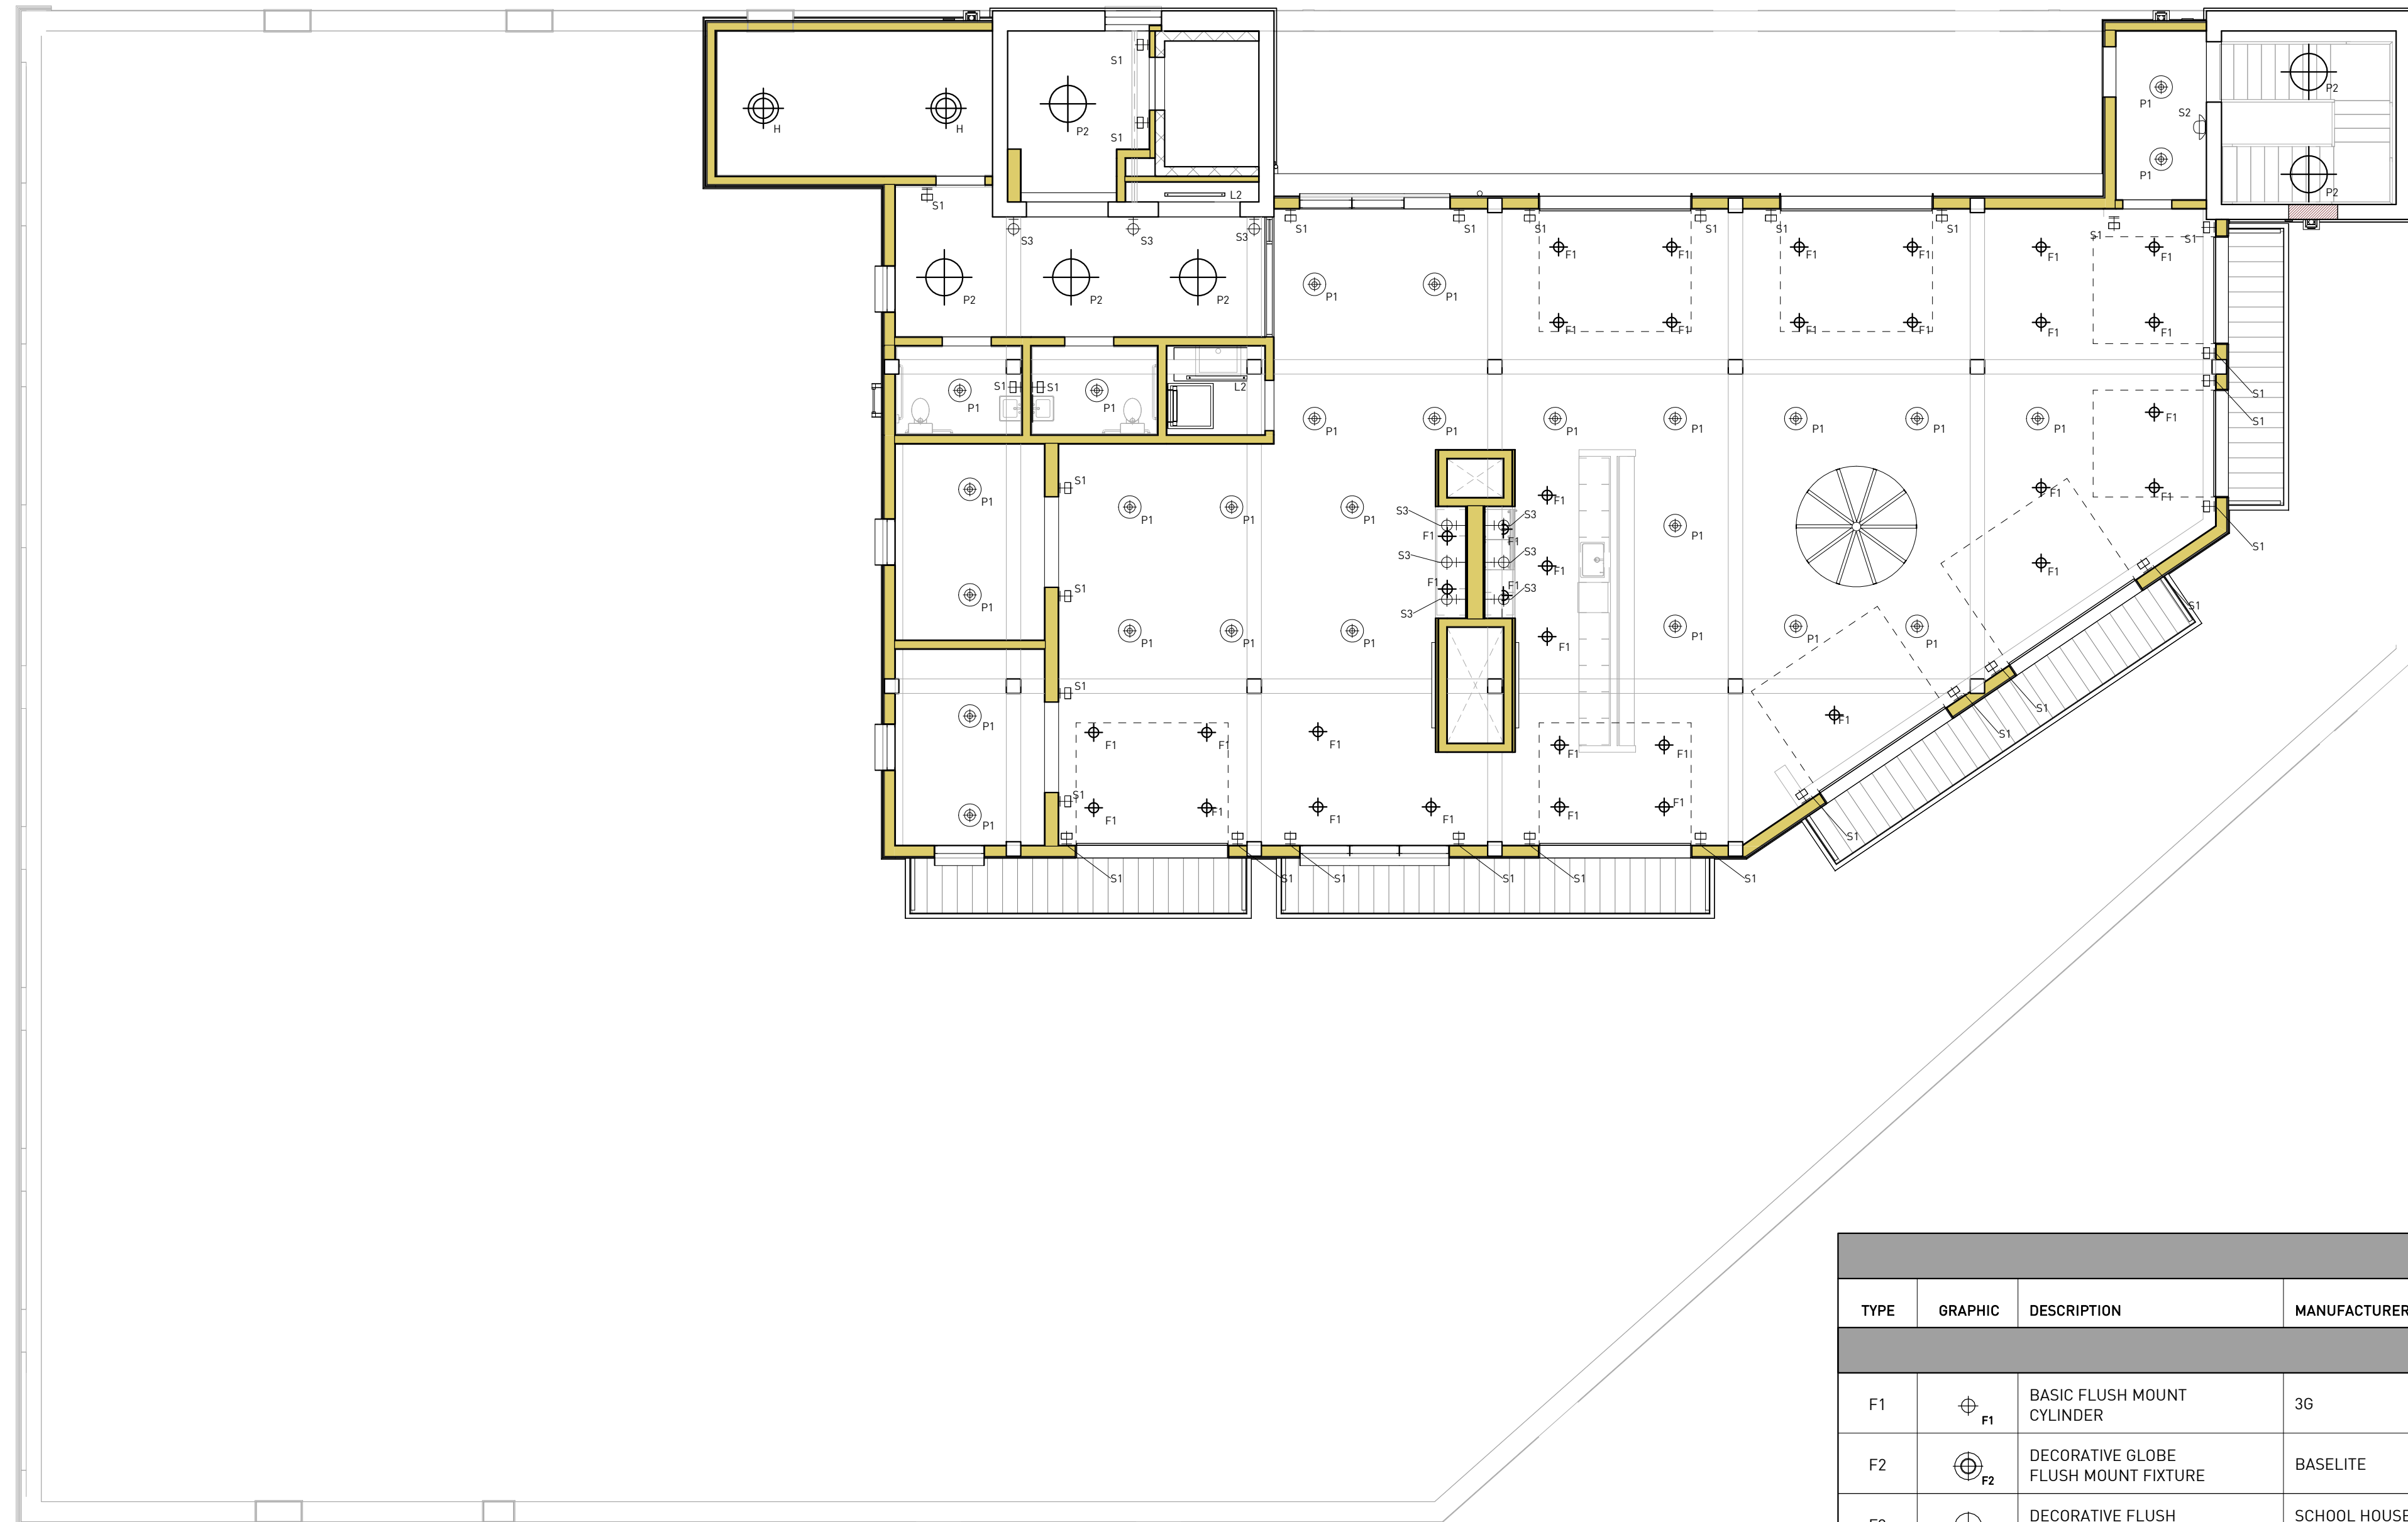 S1
P2
P1
S2
H
H
P2
S1
P1
P2
L2
S1
S1
S1
S1
S1
S1
S1
S3
S3
S3
S1
S1
F1
F1
F1
F1
F1
F1
P2
P2
P2
P1
P1
F1
F1
F1
F1
F1
F1
S1
S1
L2
S1
P1
P1
F1
P1
P1
P1
P1
P1
P1
P1
S1
S1
P1
P1
P1
P1
F1
F1
F1
S3
S3
F1
F1
P1
S3
S3
S1
F1
F1
F1
S1
P1
S3
S3
S1
P1
P1
P1
F1
P1
P1
P1
S1
P1
S1
F1
S1
F1
F1
F1
F1
F1
S1
P1
F1
F1
F1
F1
F1
F1
S1
S1
S1
S1
S1
S1
S1
TYPE GRAPHIC DESCRIPTION MANUFACTURER
F1 F1 BASIC FLUSH MOUNT 3G
CYLINDER
F2 F2 DECORATIVE GLOBE BASELITE
FLUSH MOUNT FIXTURE
DECORATIVE FLUSH SCHOOL HOUSE